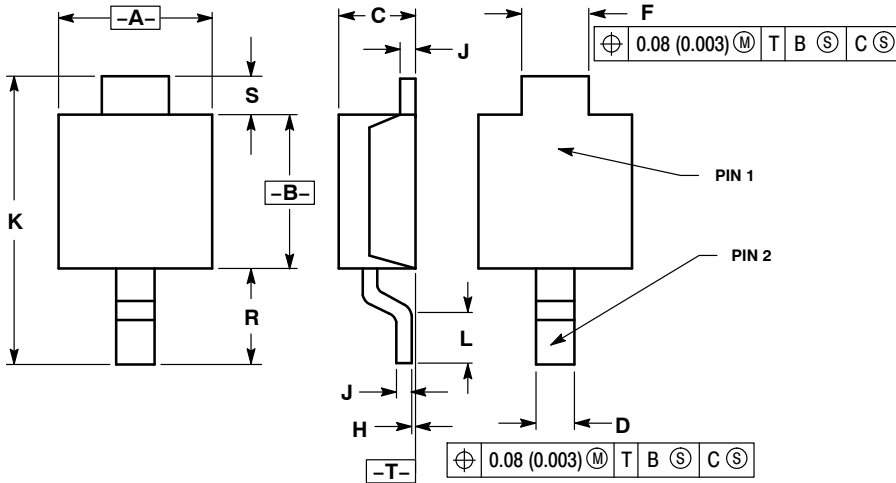 –A–
C
F
⌖ 0.08 (0.003) Ⓜ T B Ⓢ C Ⓢ
J
S
–B–
K
PIN 1
PIN 2
R
L
J
H
D
–T–
⌖ 0.08 (0.003) Ⓜ T B Ⓢ C Ⓢ